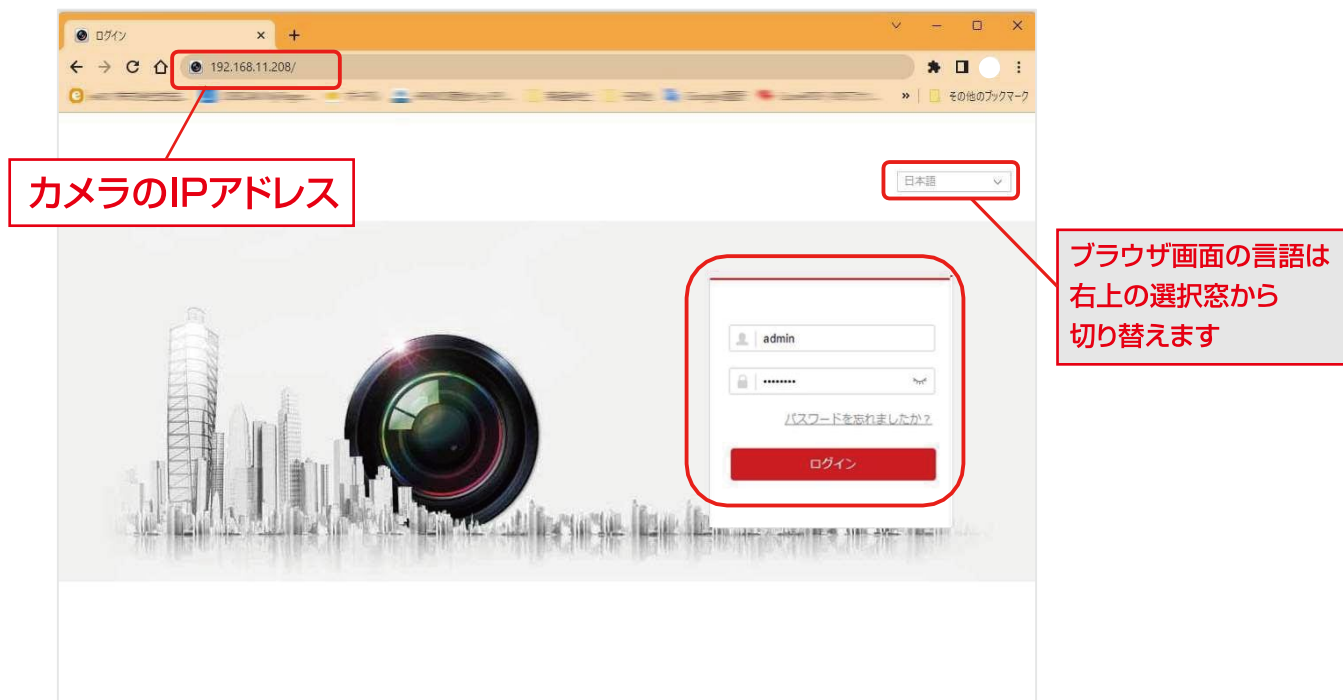 ログイン
192.168.11.208/
その他のブックマーク
カメラのIPアドレス
日本語
ブラウザ画面の言語は
右上の選択窓から
切り替えます
admin
••••••••
パスワードを忘れましたか?
ログイン